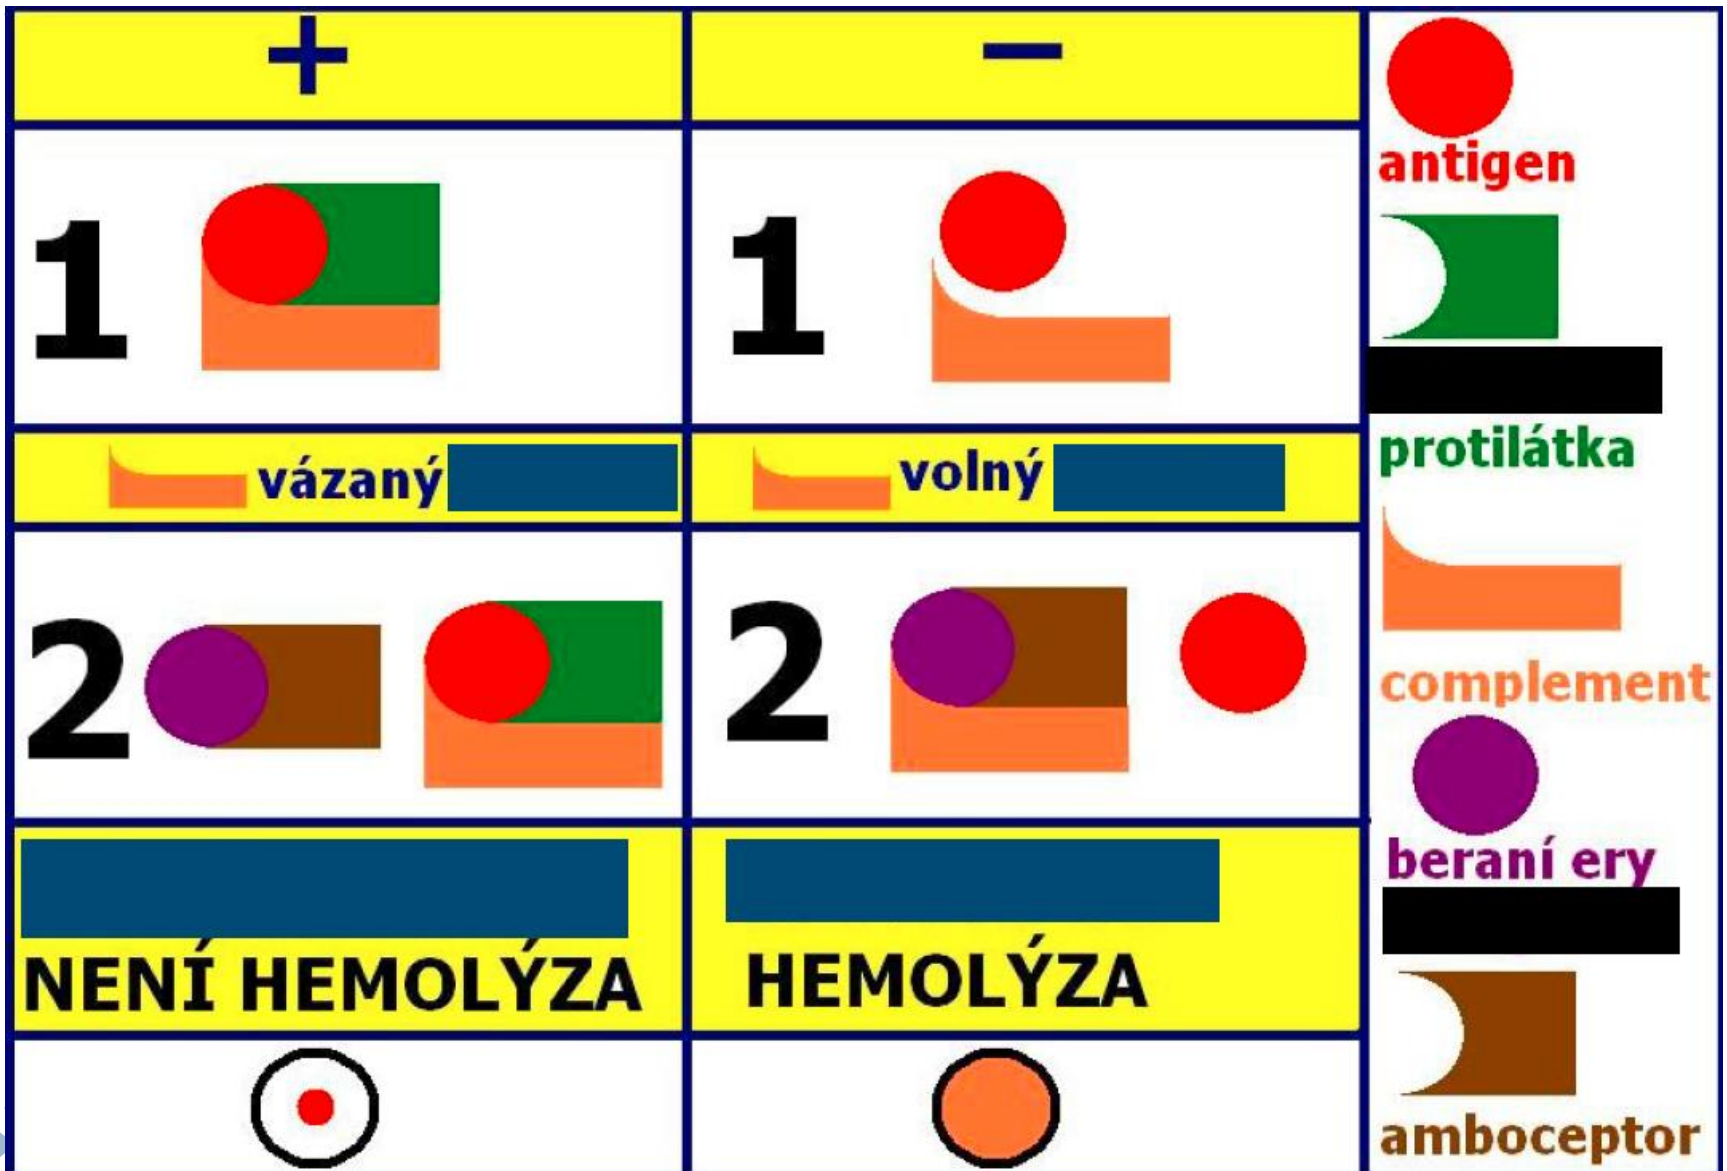 +
−
1
1
vázaný
volný
2
2
NENÍ HEMOLÝZA
HEMOLÝZA
antigen
protilátka
complement
beraní ery
amboceptor